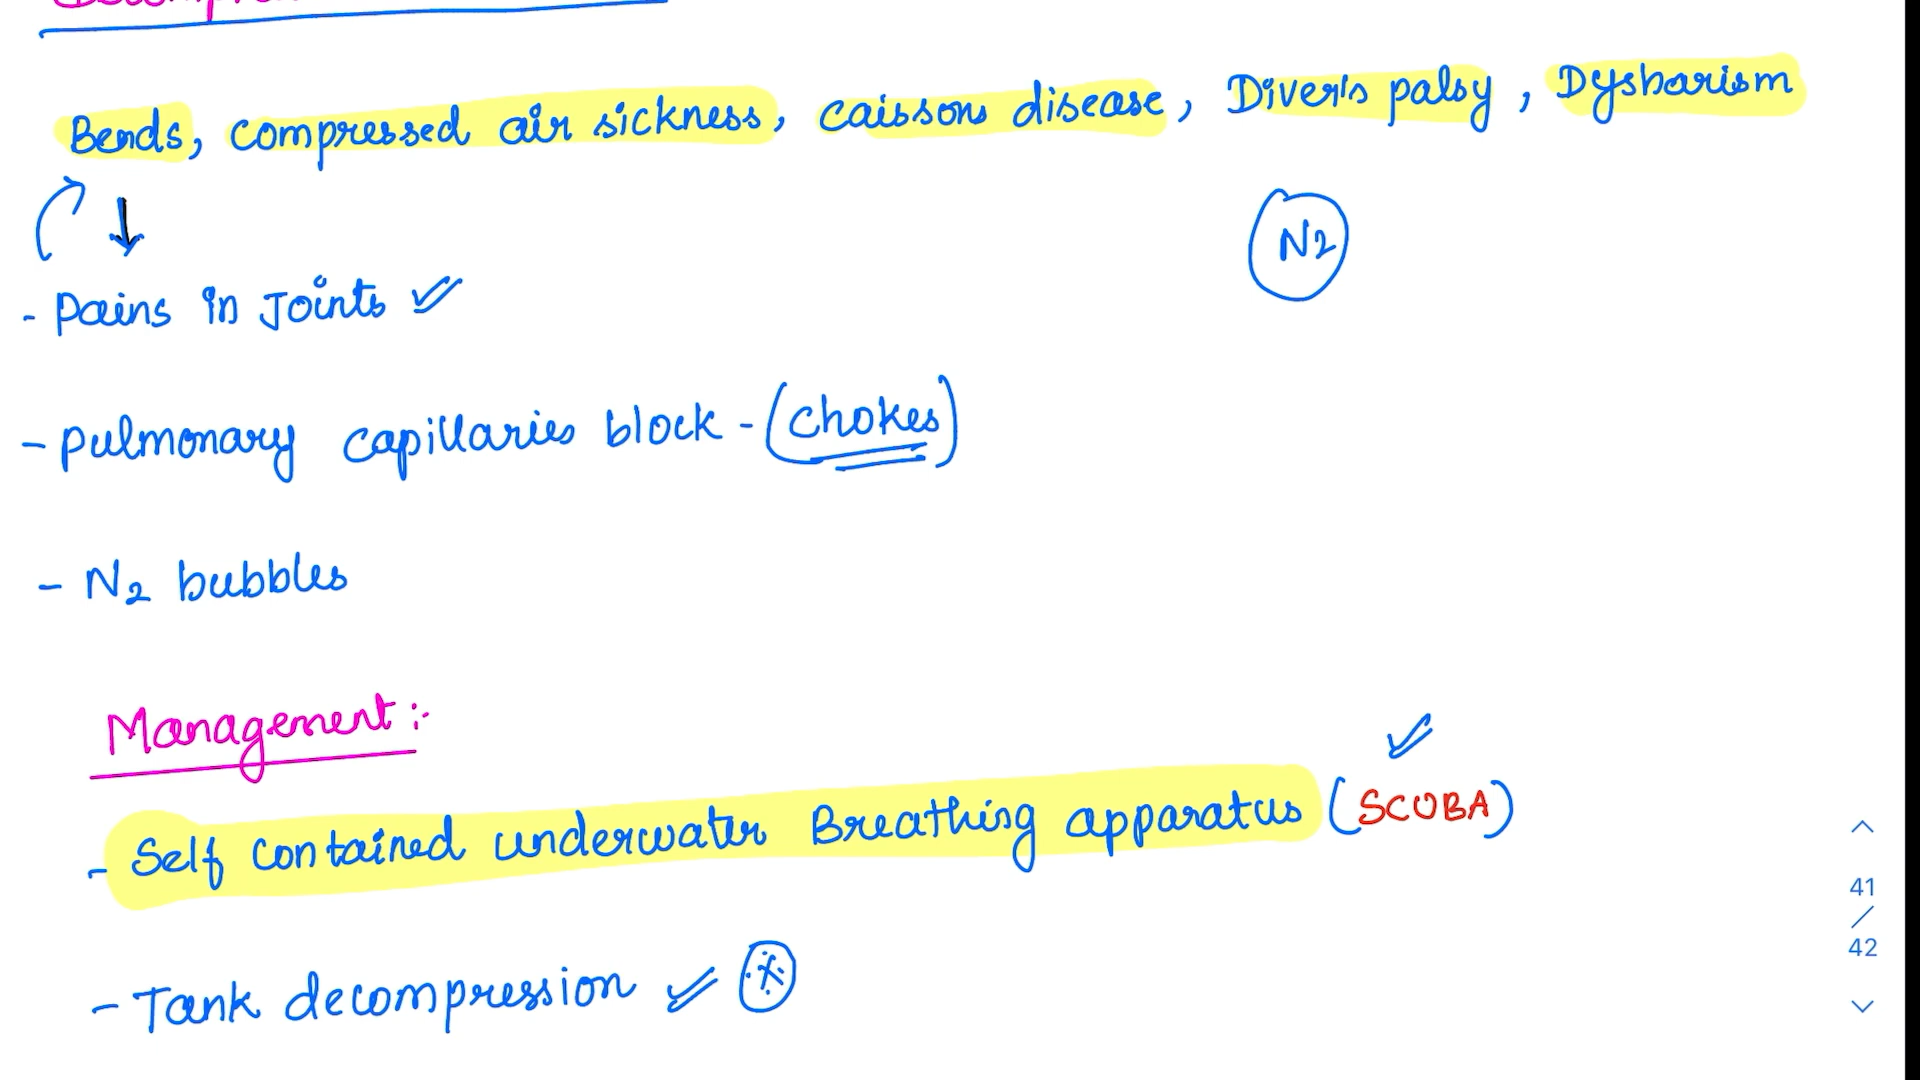 Bends, compressed air sickness, caissons disease, Diver's palsy, Dysbarism
N2
- Pains in Joints
- Pulmonary capillaries block - (chokes)
- N2 bubbles
Management :-
- Self contained underwater Breathing apparatus (SCUBA)
41
/
42
- Tank decompression